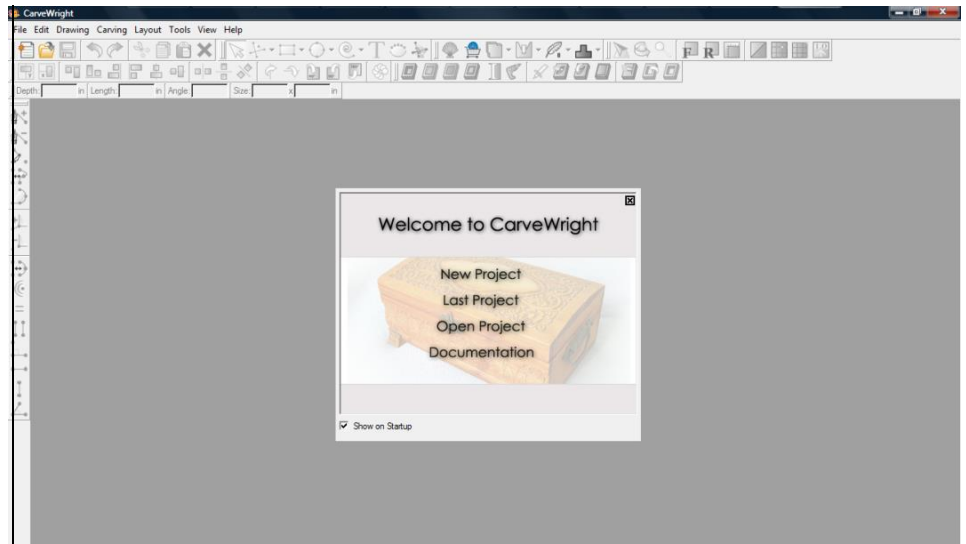 CarveWright
File Edit Drawing Carving Layout Tools View Help
T F R
Depth: in Length: in Angle: Size: x in
Welcome to CarveWright
New Project
Last Project
Open Project
Documentation
Show on Startup